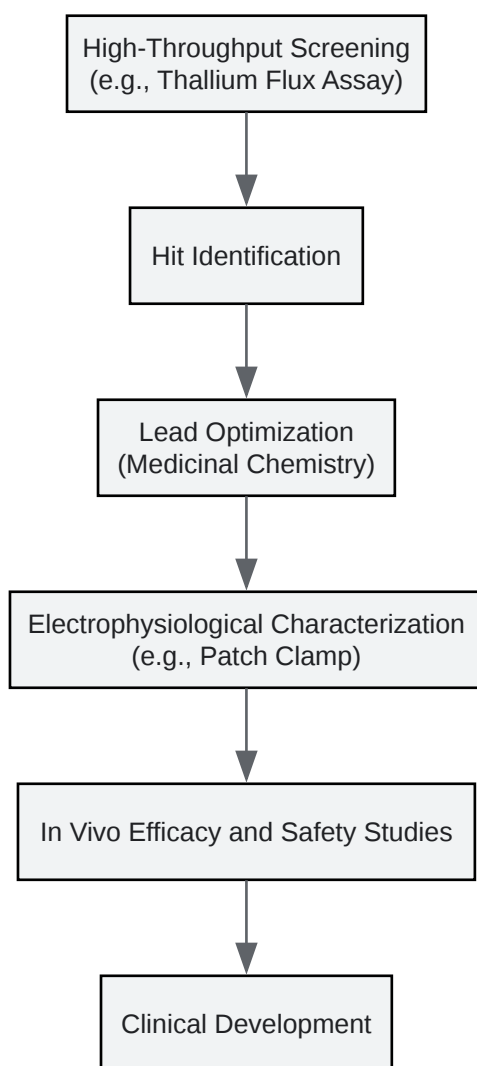 High-Throughput Screening
(e.g., Thallium Flux Assay)
Hit Identification
Lead Optimization
(Medicinal Chemistry)
Electrophysiological Characterization
(e.g., Patch Clamp)
In Vivo Efficacy and Safety Studies
Clinical Development